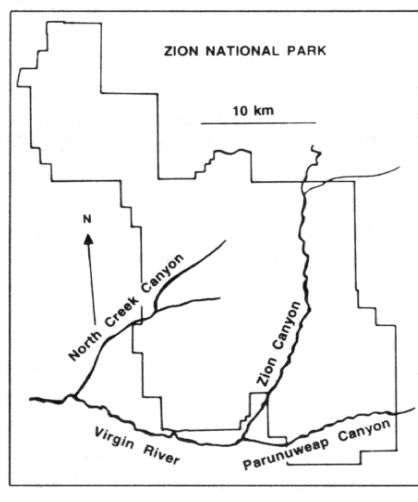 ZION NATIONAL PARK
10 km
N
North Creek Canyon
Zion Canyon
Virgin River
Parunuweap Canyon